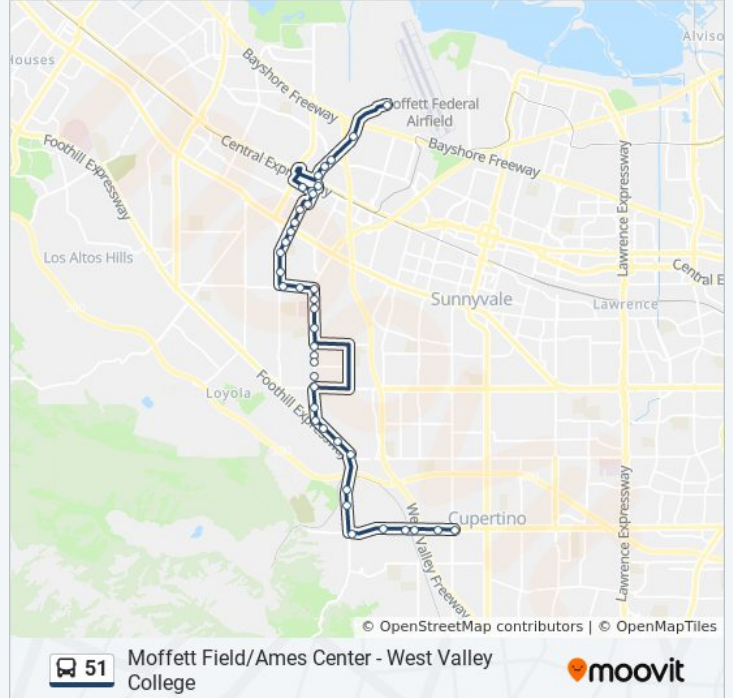 Alviso
Houses
Bayshore Freeway
Moffett Federal
Airfield
Central Expressway
Bayshore Freeway
Foothill Expressway
Lawrence Expressway
Los Altos Hills
Central E
Sunnyvale
Lawrence
Loyola
Foothill Expressway
Lawrence Expressway
Cupertino
West Valley Freeway
© OpenStreetMap contributors | © OpenMapTiles
51
Moffett Field/Ames Center - West Valley
College
moovit